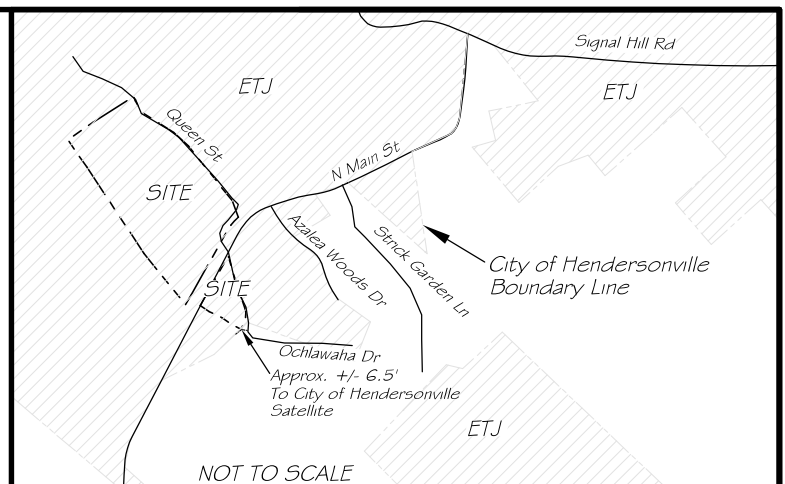 Signal Hill Rd
ETJ
ETJ
Queen St
N Main St
SITE
Azalea Woods Dr
Strick Garden Ln
City of Hendersonville
Boundary Line
SITE
Ochlawaha Dr
Approx. +/- 6.5'
To City of Hendersonville
Satellite
ETJ
NOT TO SCALE